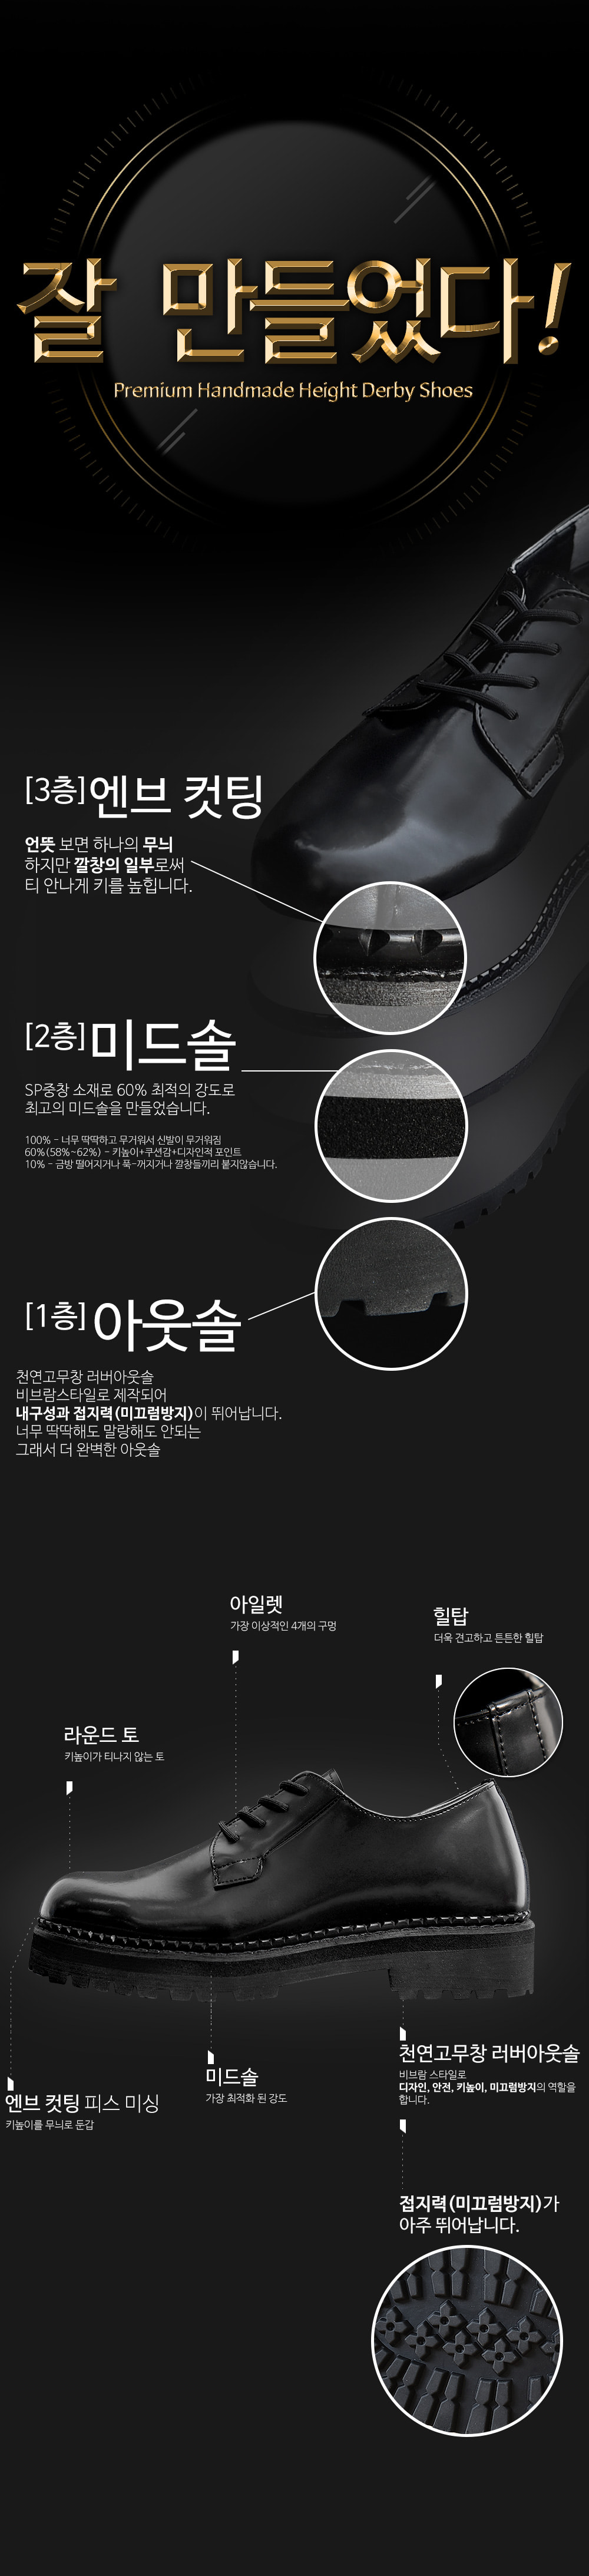 잘 만들었다!
Premium Handmade Height Derby Shoes
[3층]엔브 컷팅
언뜻 보면 하나의 무늬
하지만 깔창의 일부로써
티 안나게 키를 높힙니다.
[2층]미드솔
SP중창 소재로 60% 최적의 강도로
최고의 미드솔을 만들었습니다.
100% - 너무 딱딱하고 무거워서 신발이 무거워짐
60%(58%~62%) - 키높이+쿠션감+디자인적 포인트
10% - 금방 떨어지거나 푹-꺼지거나 깔창들끼리 붙지않습니다.
[1층]아웃솔
천연고무창 러버아웃솔
비브람스타일로 제작되어
내구성과 접지력(미끄럼방지)이 뛰어납니다.
너무 딱딱해도 말랑해도 안되는
그래서 더 완벽한 아웃솔
아일렛
가장 이상적인 4개의 구멍
힐탑
더욱 견고하고 튼튼한 힐탑
라운드 토
키높이가 티나지 않는 토
천연고무창 러버아웃솔
비브람 스타일로
디자인, 안전, 키높이, 미끄럼방지의 역할을
합니다.
미드솔
가장 최적화 된 강도
엔브 컷팅 피스 미싱
키높이를 무늬로 둔갑
접지력(미끄럼방지)가
아주 뛰어납니다.